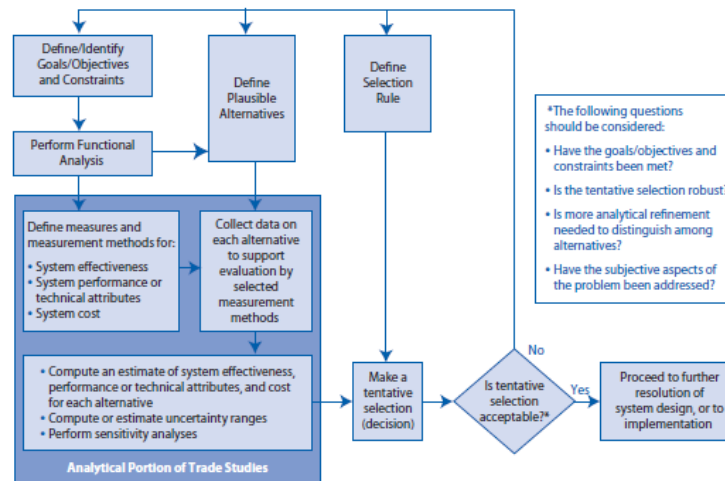 Define/Identify
Goals/Objectives
and Constraints
Define
Plausible
Alternatives
Define
Selection
Rule
Perform Functional
Analysis
*The following questions
should be considered:
• Have the goals/objectives and
constraints been met?
• Is the tentative selection robust?
• Is more analytical refinement
needed to distinguish among
alternatives?
• Have the subjective aspects of
the problem been addressed?
Define measures and
measurement methods for:
• System effectiveness
• System performance or
technical attributes
• System cost
Collect data on
each alternative
to support
evaluation by
selected
measurement
methods
• Compute an estimate of system effectiveness,
performance or technical attributes, and cost
for each alternative
• Compute or estimate uncertainty ranges
• Perform sensitivity analyses
Analytical Portion of Trade Studies
Make a
tentative
selection
(decision)
No
Is tentative
selection
acceptable?*
Yes
Proceed to further
resolution of
system design, or to
implementation